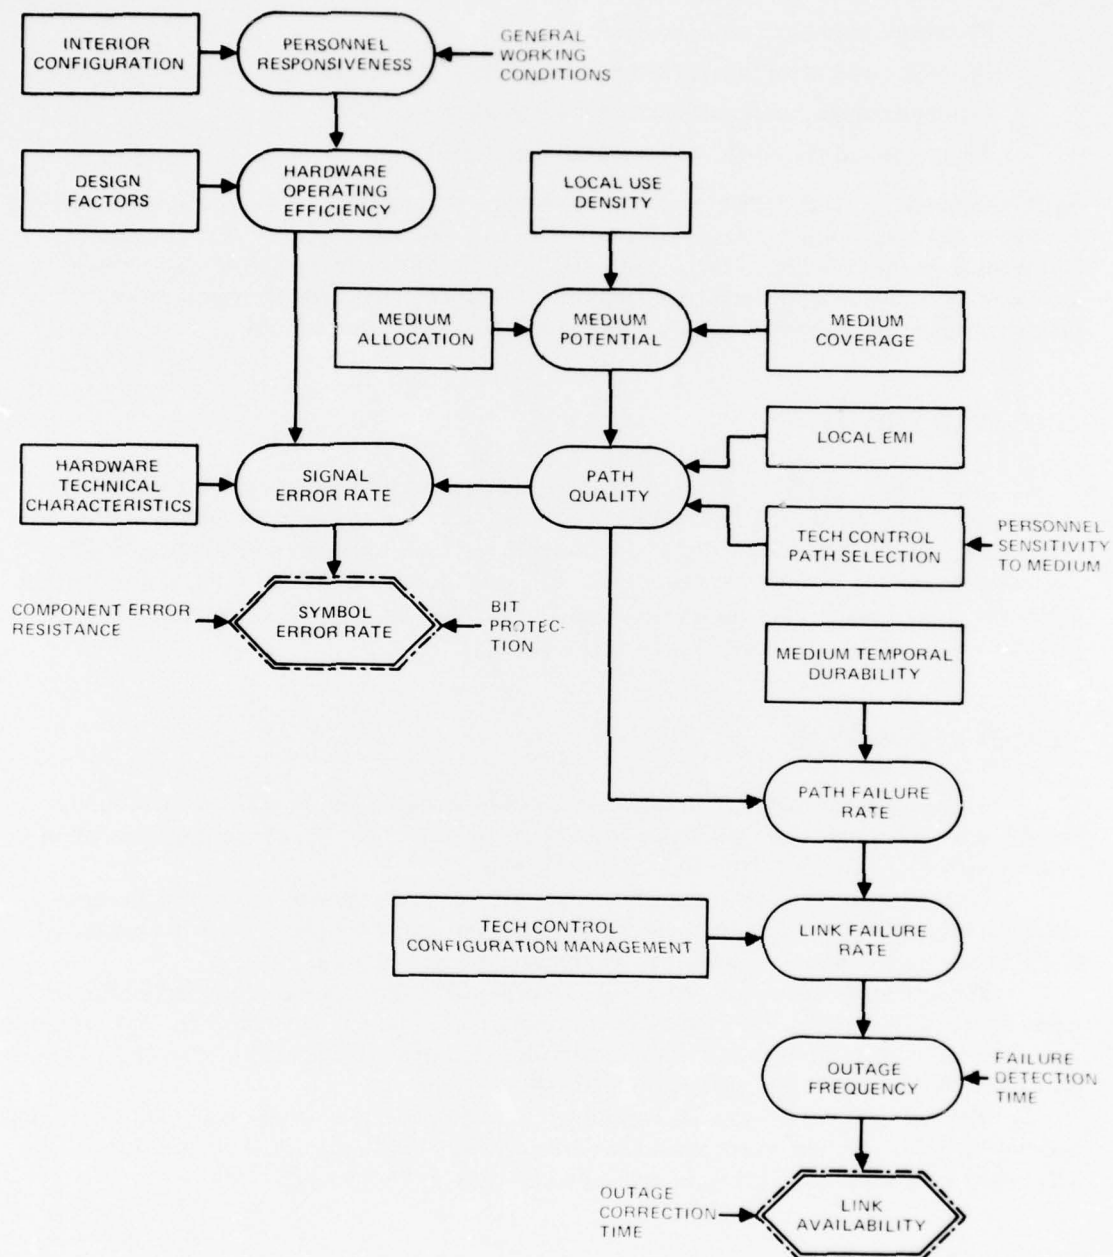 INTERIOR
CONFIGURATION
PERSONNEL
RESPONSIVENESS
GENERAL
WORKING
CONDITIONS
DESIGN
FACTORS
HARDWARE
OPERATING
EFFICIENCY
LOCAL USE
DENSITY
MEDIUM
ALLOCATION
MEDIUM
POTENTIAL
MEDIUM
COVERAGE
LOCAL EMI
HARDWARE
TECHNICAL
CHARACTERISTICS
SIGNAL
ERROR RATE
PATH
QUALITY
TECH CONTROL
PATH SELECTION
PERSONNEL
SENSITIVITY
TO MEDIUM
COMPONENT ERROR
RESISTANCE
SYMBOL
ERROR RATE
BIT
PROTEC-
TION
MEDIUM TEMPORAL
DURABILITY
PATH FAILURE
RATE
TECH CONTROL
CONFIGURATION MANAGEMENT
LINK FAILURE
RATE
OUTAGE
FREQUENCY
FAILURE
DETECTION
TIME
OUTAGE
CORRECTION
TIME
LINK
AVAILABILITY